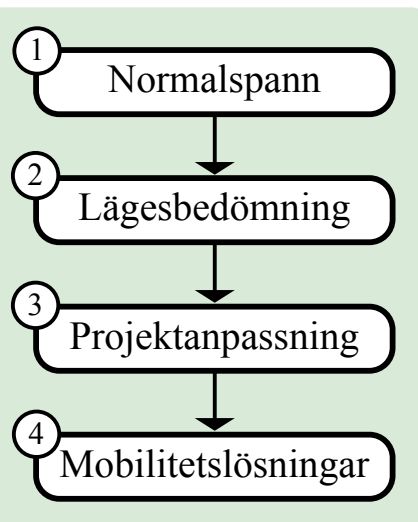 1
Normalspann
2
Lägesbedömning
3
Projektanpassning
4
Mobilitetslösningar